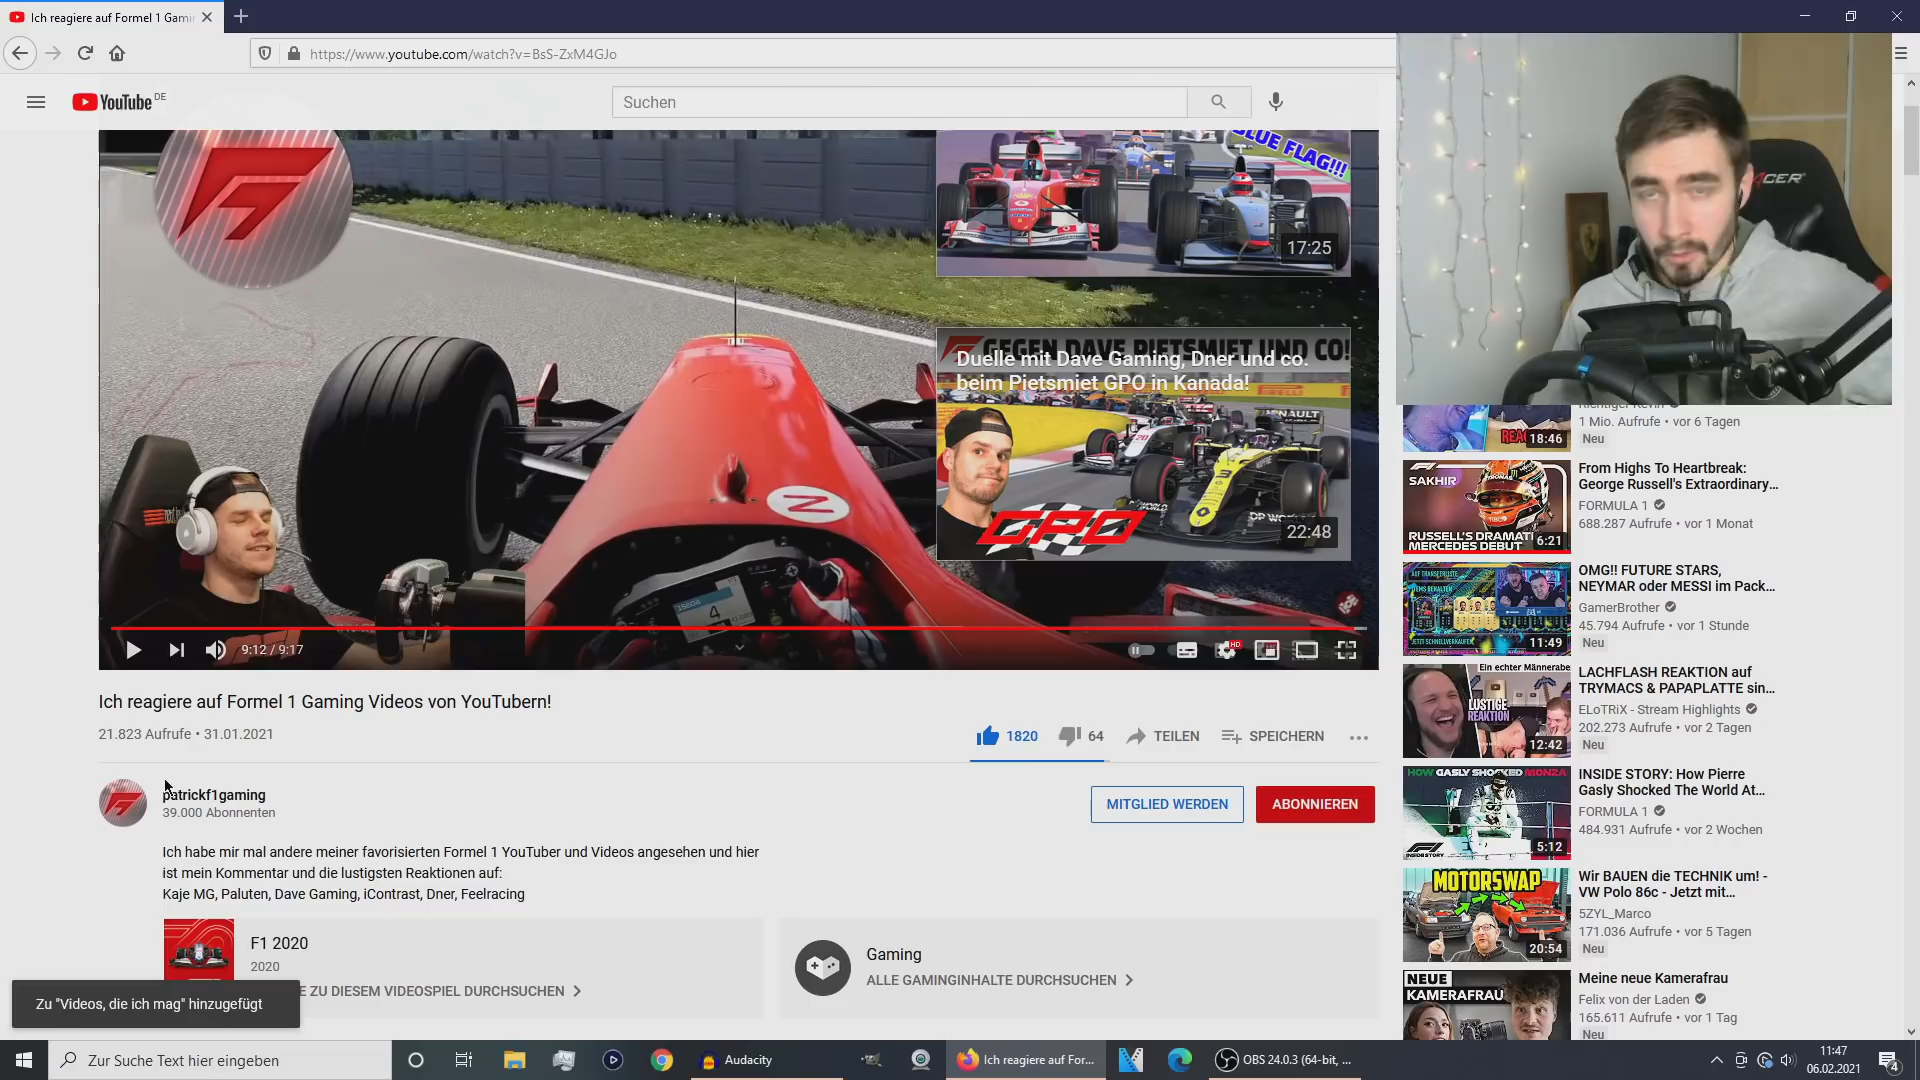 Ich reagiere auf Formel 1 Gami
https://www.youtube.com/watch?v=BsS-ZxM4GJo
YouTube DE
Suchen
BLUE FLAG!!!
17:25
GEGEN DAVE PIETSMIET UND CO!
Duelle mit Dave Gaming, Dner und co.
beim Pietsmiet GPO in Kanada!
RENAULT
GPO
22:48
4
9:12 / 9:17
HD
Ich reagiere auf Formel 1 Gaming Videos von YouTubern!
21.823 Aufrufe • 31.01.2021
1820
64
TEILEN
SPEICHERN
patrickf1gaming
39.000 Abonnenten
MITGLIED WERDEN
ABONNIEREN
Ich habe mir mal andere meiner favorisierten Formel 1 YouTuber und Videos angesehen und hier
ist mein Kommentar und die lustigsten Reaktionen auf:
Kaje MG, Paluten, Dave Gaming, iContrast, Dner, Feelracing
F1 2020
2020
E ZU DIESEM VIDEOSPIEL DURCHSUCHEN
Gaming
ALLE GAMINGINHALTE DURCHSUCHEN
Zu "Videos, die ich mag" hinzugefügt
1 Mio. Aufrufe • vor 6 Tagen
Neu
18:46
SAKHIR
RUSSELL'S DRAMATI
MERCEDES DEBUT
6:21
From Highs To Heartbreak:
George Russell's Extraordinary…
FORMULA 1
688.287 Aufrufe • vor 1 Monat
11:49
OMG!! FUTURE STARS,
NEYMAR oder MESSI im Pack…
GamerBrother
45.794 Aufrufe • vor 1 Stunde
Neu
Ein echter Männerabe
LUSTIGE
REAKTION
12:42
LACHFLASH REAKTION auf
TRYMACS & PAPAPLATTE sin…
ELoTRiX - Stream Highlights
202.273 Aufrufe • vor 2 Tagen
Neu
HOW GASLY SHOCKED MONZA
INSIDE STORY
5:12
INSIDE STORY: How Pierre
Gasly Shocked The World At…
FORMULA 1
484.931 Aufrufe • vor 2 Wochen
MOTORSWAP
20:54
Wir BAUEN die TECHNIK um! -
VW Polo 86c - Jetzt mit…
5ZYL_Marco
171.036 Aufrufe • vor 5 Tagen
Neu
NEUE
KAMERAFRAU
Meine neue Kamerafrau
Felix von der Laden
165.611 Aufrufe • vor 1 Tag
Neu
Zur Suche Text hier eingeben
Audacity
Ich reagiere auf For...
OBS 24.0.3 (64-bit, ...
11:47
06.02.2021
4